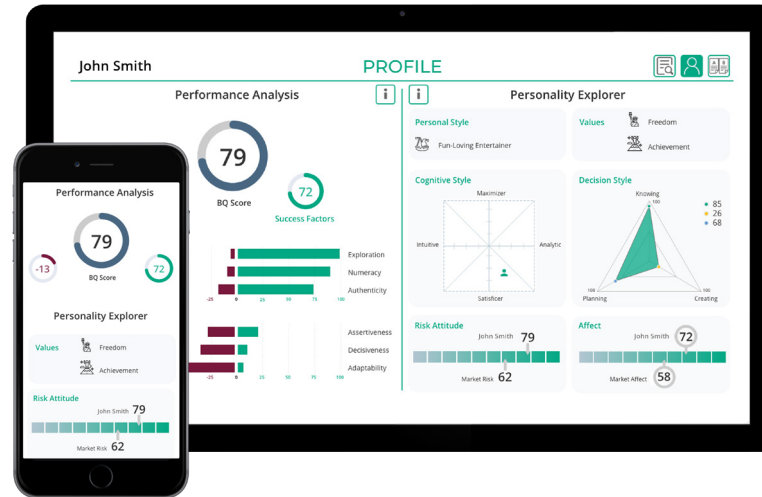 John Smith
PROFILE
Performance Analysis
i
79
BQ Score
72
Success Factors
Exploration
Numeracy
Authenticity
-25 0 25 50 75 100
Assertiveness
Decisiveness
Adaptability
-25 0 25 50 75 100
i
Personality Explorer
Personal Style
Fun-Loving Entertainer
Values
Freedom
Achievement
Cognitive Style
Maximizer
Intuitive
Analytic
Satisficer
Decision Style
Knowing
100
85
26
68
100
100
Planning
Creating
Risk Attitude
John Smith 79
Market Risk 62
Affect
John Smith 72
Market Affect 58
Performance Analysis
79
-13
72
BQ Score
Personality Explorer
Values
Freedom
Achievement
Risk Attitude
John Smith 79
Market Risk 62